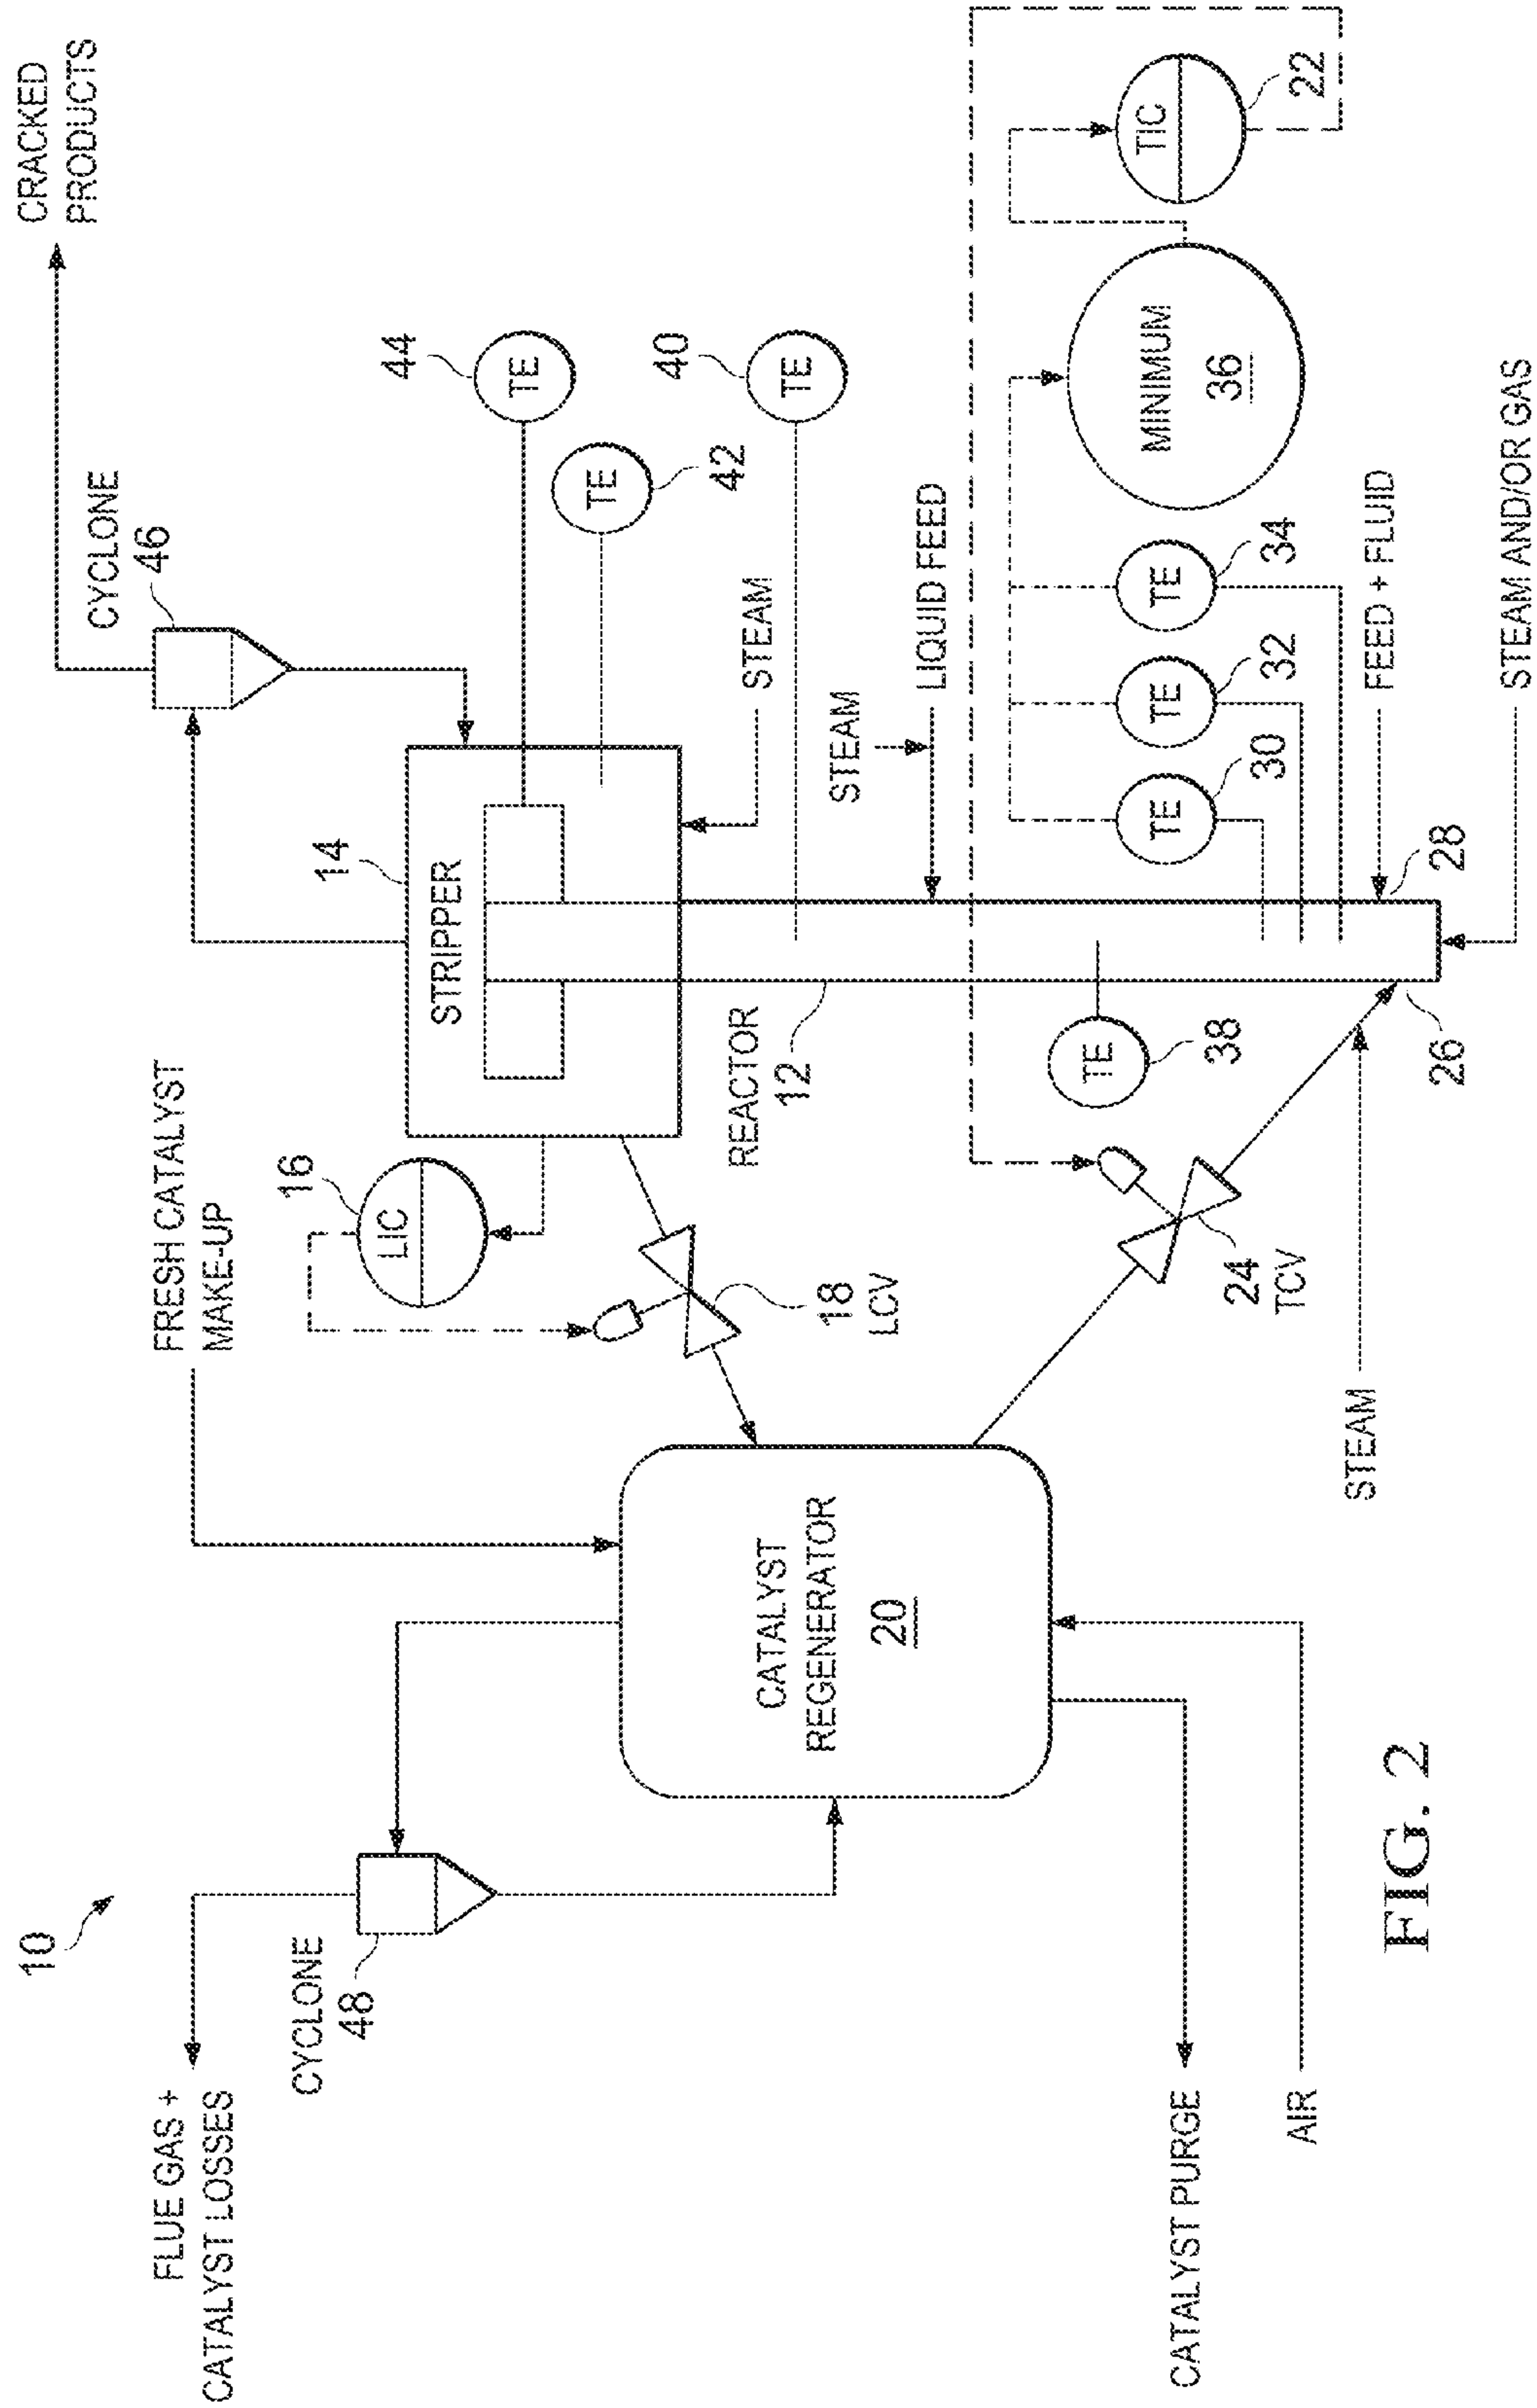 10
FLUE GAS +
CATALYST LOSSES
CYCLONE
48
FRESH CATALYST
MAKE-UP
CATALYST
REGENERATOR
20
CATALYST PURGE
AIR
16
LIC
18
LCV
14
STRIPPER
CYCLONE
46
CRACKED
PRODUCTS
44
TE
TE
42
40
TE
STEAM
REACTOR
12
STEAM
LIQUID FEED
TE
38
24
TCV
STEAM
26
28
TE
30
TE
32
TE
34
MINIMUM
36
TIC
22
FEED + FLUID
STEAM AND/OR GAS
FIG. 2